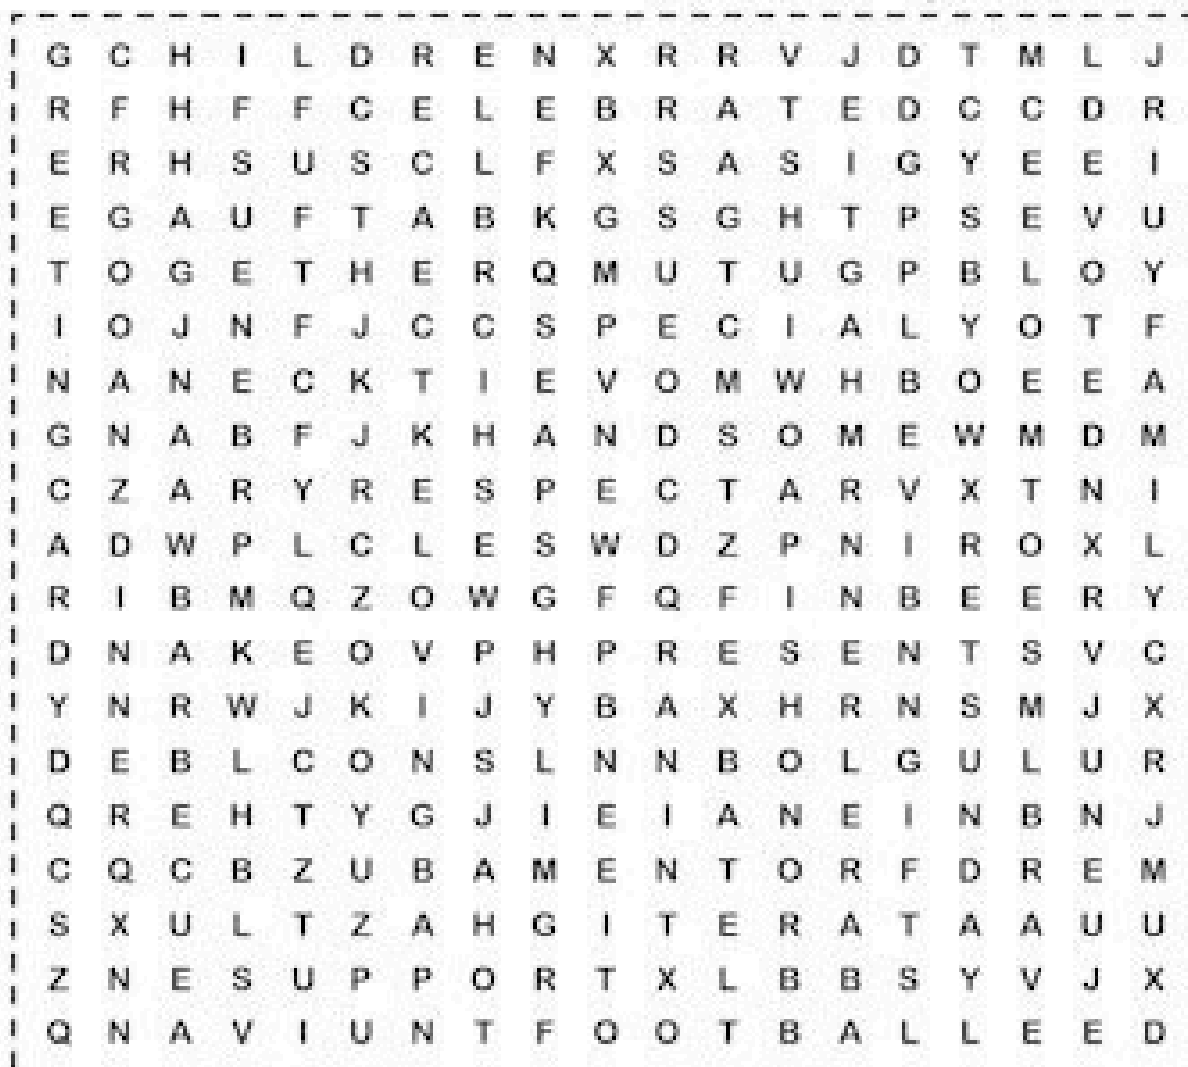 G C H I L D R E N X R R V J D T M L J
R F H F F C E L E B R A T E D C C D R
E R H S U S C L F X S A S I G Y E E I
E G A U F T A B K G S G H T P S E V U
T O G E T H E R Q M U T U G P B L O Y
I O J N F J C C S P E C I A L Y O T F
N A N E C K T I E V O M W H B O E E A
G N A B F J K H A N D S O M E W M D M
C Z A R Y R E S P E C T A R V X T N I
A D W P L C L E S W D Z P N I R O X L
R I B M Q Z O W G F Q F I N B E E R Y
D N A K E O V P H P R E S E N T S V C
Y N R W J K I J Y B A X H R N S M J X
D E B L C O N S L N N B O L G U L U R
Q R E H T Y G J I E I A N E I N B N J
C Q C B Z U B A M E N T O R F D R E M
S X U L T Z A H G I T E R A T A A U U
Z N E S U P P O R T X L B B S Y V J X
Q N A V I U N T F O O T B A L L E E D